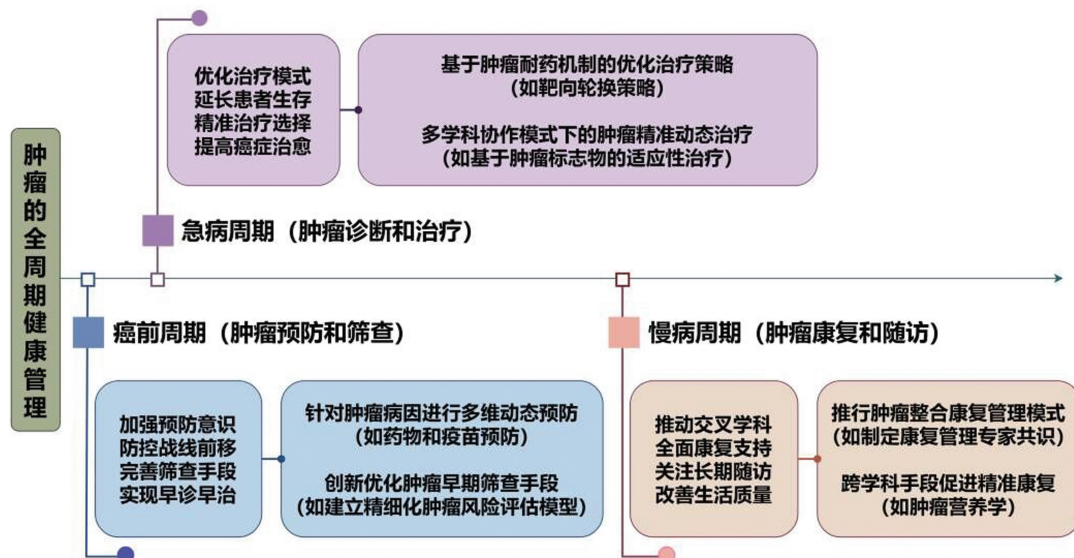 肿瘤的全周期健康管理
优化治疗模式
延长患者生存
精准治疗选择
提高癌症治愈
基于肿瘤耐药机制的优化治疗策略
（如靶向轮换策略）
多学科协作模式下的肿瘤精准动态治疗
（如基于肿瘤标志物的适应性治疗）
急病周期（肿瘤诊断和治疗）
癌前周期（肿瘤预防和筛查）
加强预防意识
防控战线前移
完善筛查手段
实现早诊早治
针对肿瘤病因进行多维动态预防
（如药物和疫苗预防）
创新优化肿瘤早期筛查手段
（如建立精细化肿瘤风险评估模型）
慢病周期（肿瘤康复和随访）
推动交叉学科
全面康复支持
关注长期随访
改善生活质量
推行肿瘤整合康复管理模式
（如制定康复管理专家共识）
跨学科手段促进精准康复
（如肿瘤营养学）